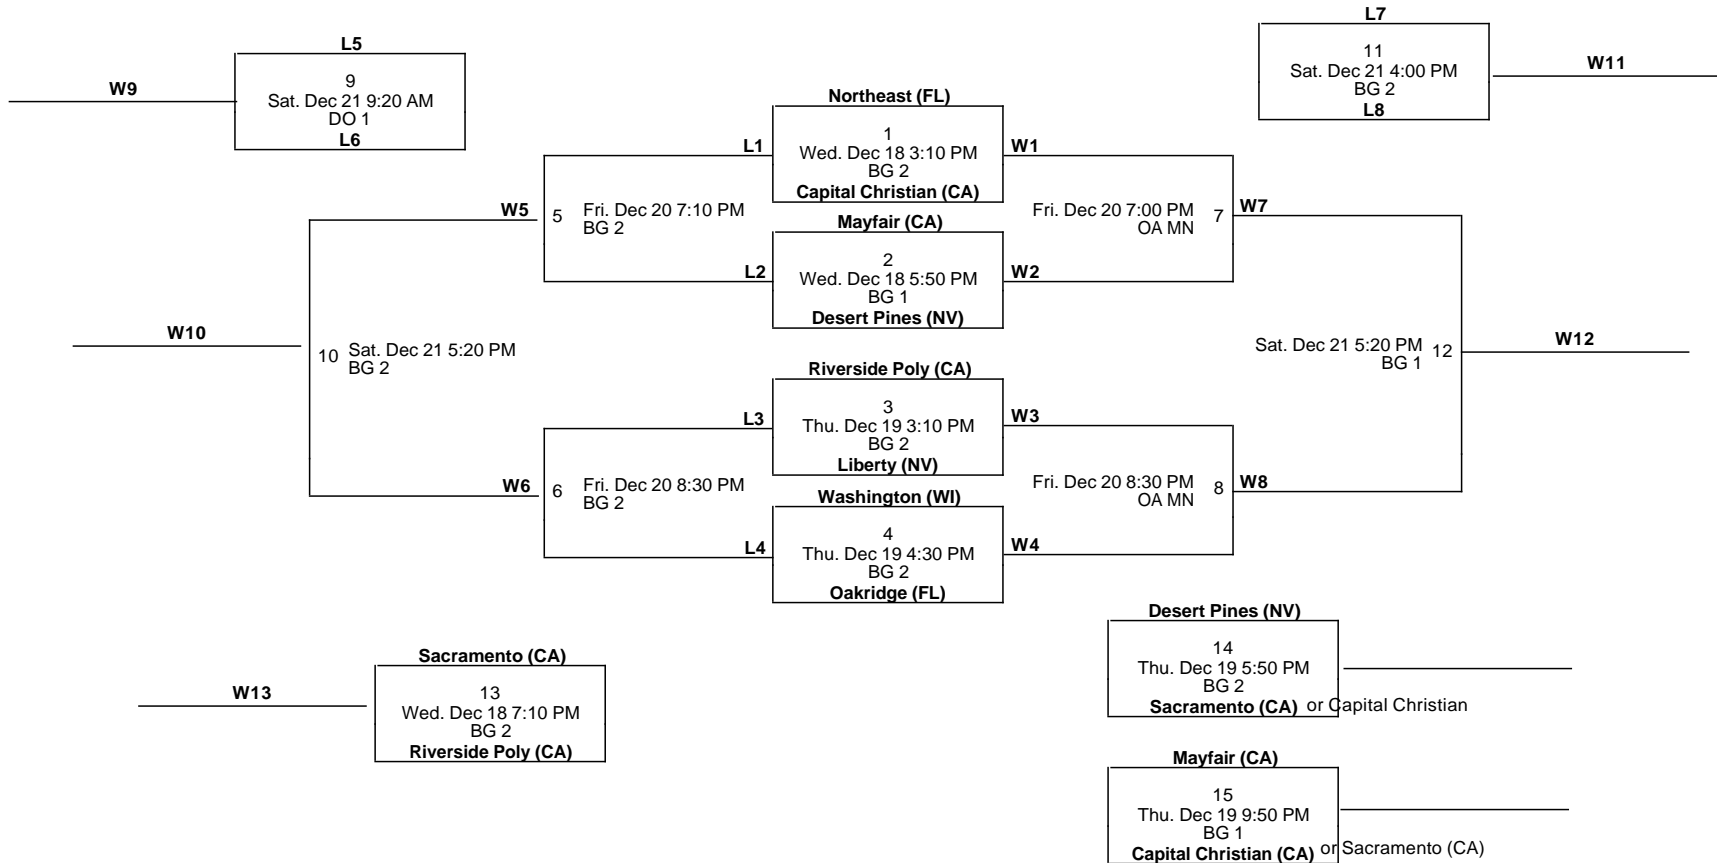 L5
9
Sat. Dec 21 9:20 AM
DO 1
L6
W9
L7
11
Sat. Dec 21 4:00 PM
BG 2
L8
W11
Northeast (FL)
1
Wed. Dec 18 3:10 PM
BG 2
Capital Christian (CA)
L1
W1
Mayfair (CA)
2
Wed. Dec 18 5:50 PM
BG 1
Desert Pines (NV)
L2
W2
W5
5
Fri. Dec 20 7:10 PM
BG 2
Fri. Dec 20 7:00 PM
OA MN
7
W7
W10
10
Sat. Dec 21 5:20 PM
BG 2
Sat. Dec 21 5:20 PM
BG 1
12
W12
Riverside Poly (CA)
3
Thu. Dec 19 3:10 PM
BG 2
Liberty (NV)
L3
W3
W6
6
Fri. Dec 20 8:30 PM
BG 2
Fri. Dec 20 8:30 PM
OA MN
8
W8
Washington (WI)
4
Thu. Dec 19 4:30 PM
BG 2
Oakridge (FL)
L4
W4
Sacramento (CA)
13
Wed. Dec 18 7:10 PM
BG 2
Riverside Poly (CA)
W13
Desert Pines (NV)
14
Thu. Dec 19 5:50 PM
BG 2
Sacramento (CA) or Capital Christian
Mayfair (CA)
15
Thu. Dec 19 9:50 PM
BG 1
Capital Christian (CA) or Sacramento (CA)